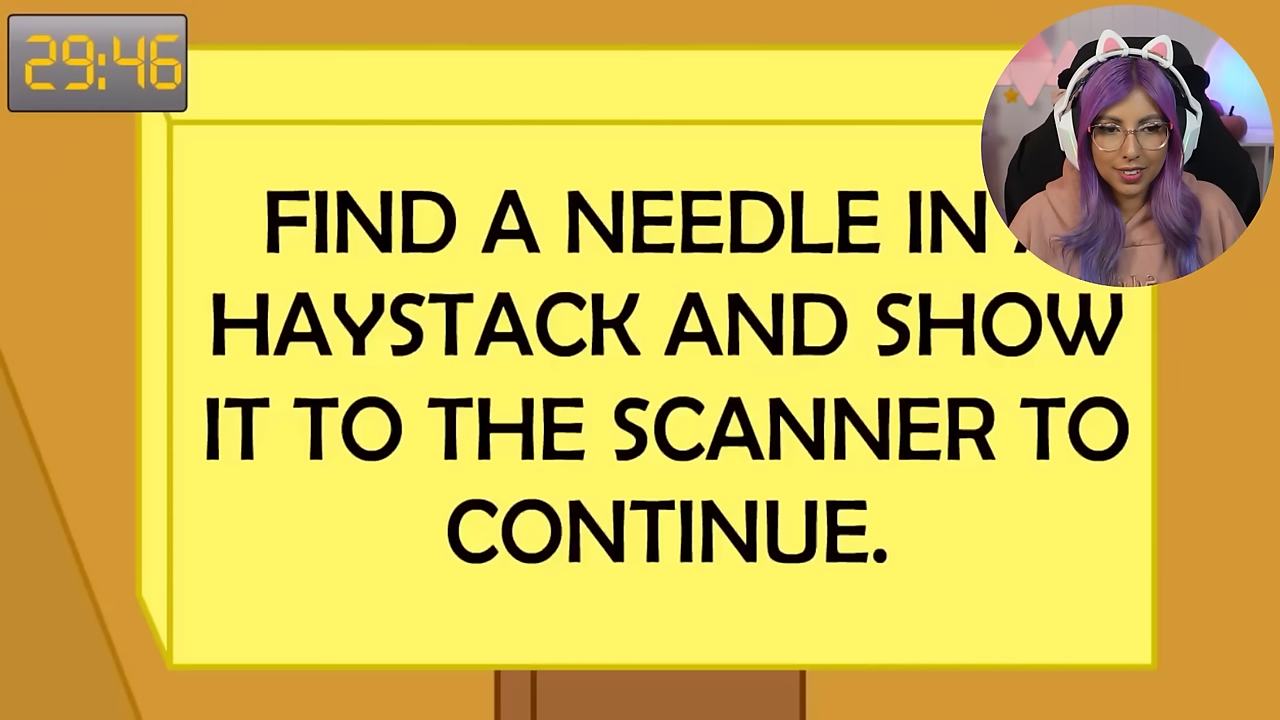 29:46
FIND A NEEDLE IN
HAYSTACK AND SHOW
IT TO THE SCANNER TO
CONTINUE.